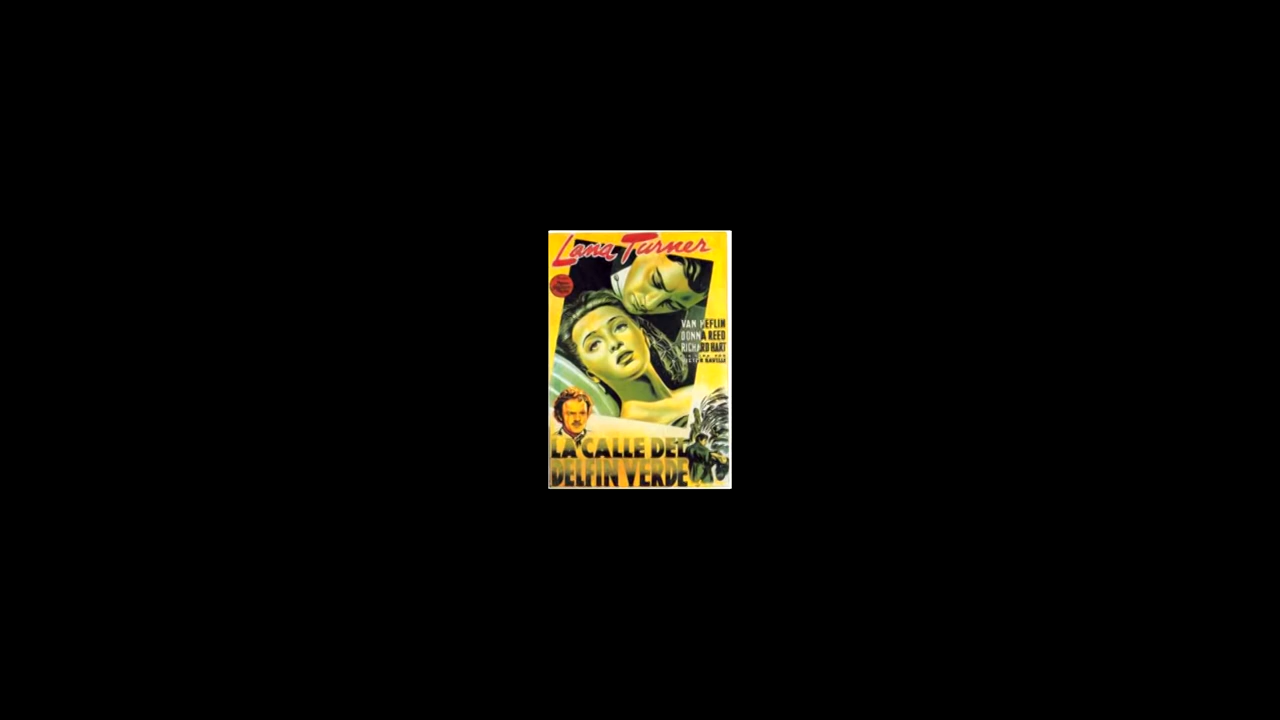 Lana Turner
VAN HEFLIN
DONNA REED
RICHARD HART
LA CALLE DEL
DELFIN VERDE